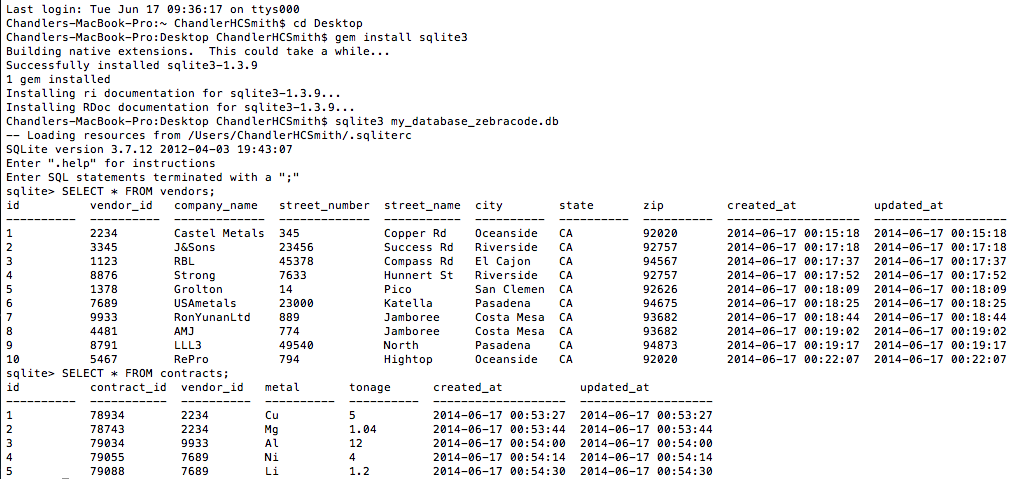 Last login: Tue Jun 17 09:36:17 on ttys000
Chandlers-MacBook-Pro:~ ChandlerHCSmith$ cd Desktop
Chandlers-MacBook-Pro:Desktop ChandlerHCSmith$ gem install sqlite3
Building native extensions.  This could take a while...
Successfully installed sqlite3-1.3.9
1 gem installed
Installing ri documentation for sqlite3-1.3.9...
Installing RDoc documentation for sqlite3-1.3.9...
Chandlers-MacBook-Pro:Desktop ChandlerHCSmith$ sqlite3 my_database_zebracode.db
-- Loading resources from /Users/ChandlerHCSmith/.sqliterc
SQLite version 3.7.12 2012-04-03 19:43:07
Enter ".help" for instructions
Enter SQL statements terminated with a ";"
sqlite> SELECT * FROM vendors;
id          vendor_id   company_name   street_number  street_name  city        state       zip         created_at           updated_at
----------  ----------  -------------  -------------  -----------  ----------  ----------  ----------  -------------------  -------------------
1           2234        Castel Metals  345            Copper Rd    Oceanside   CA          92020       2014-06-17 00:15:18  2014-06-17 00:15:18
2           3345        J&Sons         23456          Success Rd   Riverside   CA          92757       2014-06-17 00:17:18  2014-06-17 00:17:18
3           1123        RBL            45378          Compass Rd   El Cajon    CA          94567       2014-06-17 00:17:37  2014-06-17 00:17:37
4           8876        Strong         7633           Hunnert St   Riverside   CA          92757       2014-06-17 00:17:52  2014-06-17 00:17:52
5           1378        Grolton        14             Pico         San Clemen  CA          92626       2014-06-17 00:18:09  2014-06-17 00:18:09
6           7689        USAmetals      23000          Katella      Pasadena    CA          94675       2014-06-17 00:18:25  2014-06-17 00:18:25
7           9933        RonYunanLtd    889            Jamboree     Costa Mesa  CA          93682       2014-06-17 00:18:44  2014-06-17 00:18:44
8           4481        AMJ            774            Jamboree     Costa Mesa  CA          93682       2014-06-17 00:19:02  2014-06-17 00:19:02
9           8791        LLL3           49540          North        Pasadena    CA          94873       2014-06-17 00:19:17  2014-06-17 00:19:17
10          5467        RePro          794            Hightop      Oceanside   CA          92020       2014-06-17 00:22:07  2014-06-17 00:22:07
sqlite> SELECT * FROM contracts;
id          contract_id  vendor_id   metal       tonage      created_at           updated_at
----------  -----------  ----------  ----------  ----------  -------------------  -------------------
1           78934        2234        Cu          5           2014-06-17 00:53:27  2014-06-17 00:53:27
2           78743        2234        Mg          1.04        2014-06-17 00:53:44  2014-06-17 00:53:44
3           79034        9933        Al          12          2014-06-17 00:54:00  2014-06-17 00:54:00
4           79055        7689        Ni          4           2014-06-17 00:54:14  2014-06-17 00:54:14
5           79088        7689        Li          1.2         2014-06-17 00:54:30  2014-06-17 00:54:30